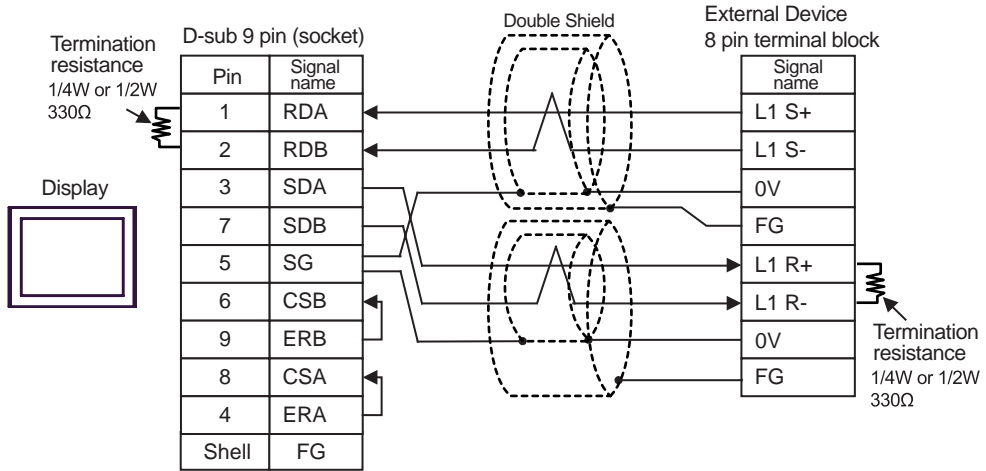 Termination
resistance
1/4W or 1/2W
330Ω
Display
D-sub 9 pin (socket)
Pin Signal name
1 RDA
2 RDB
3 SDA
7 SDB
5 SG
6 CSB
9 ERB
8 CSA
4 ERA
Shell FG
Double Shield
External Device
8 pin terminal block
Signal name
L1 S+
L1 S-
0V
FG
L1 R+
L1 R-
0V
FG
Termination
resistance
1/4W or 1/2W
330Ω